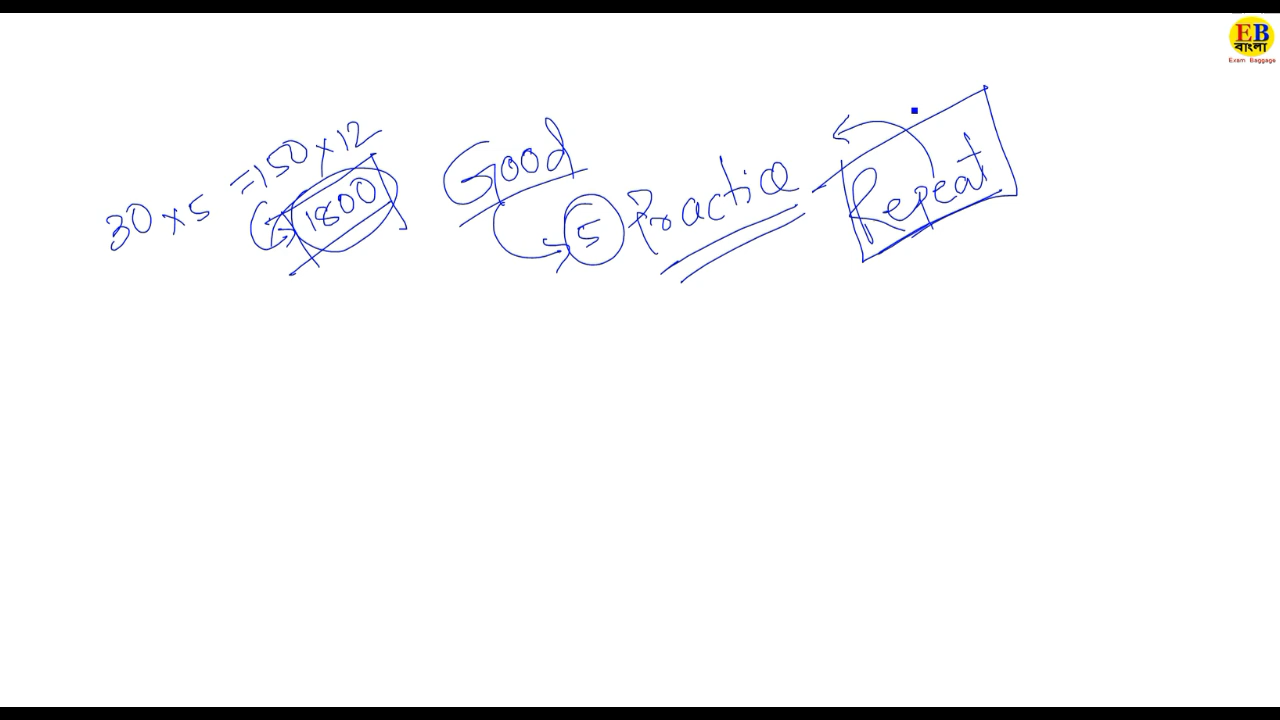 EB
বাংলা
Exam Baggage
30 x 5 = 150 x 12
1800
Good
5 Practice
Repeat